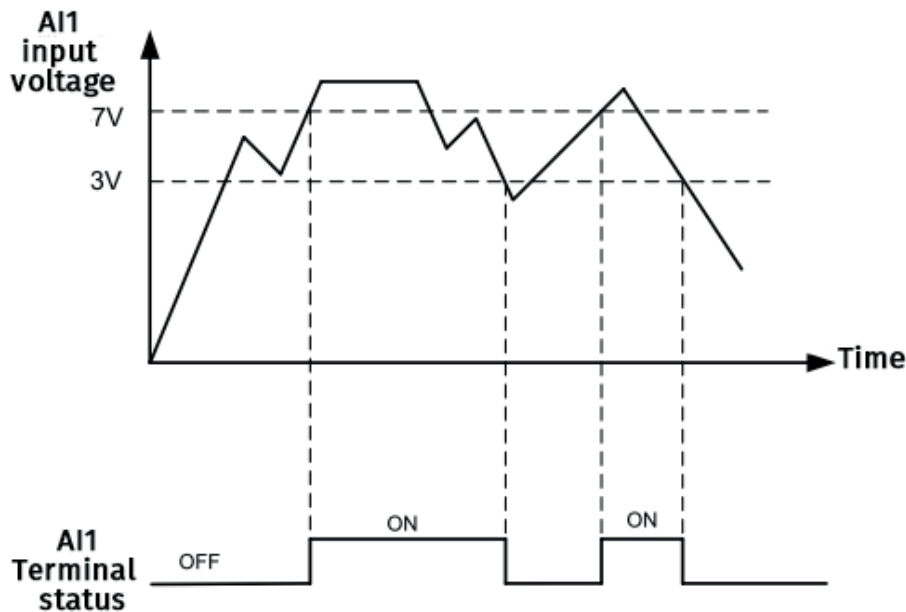 AI1
input
voltage
7V
3V
Time
ON
ON
OFF
AI1
Terminal
status